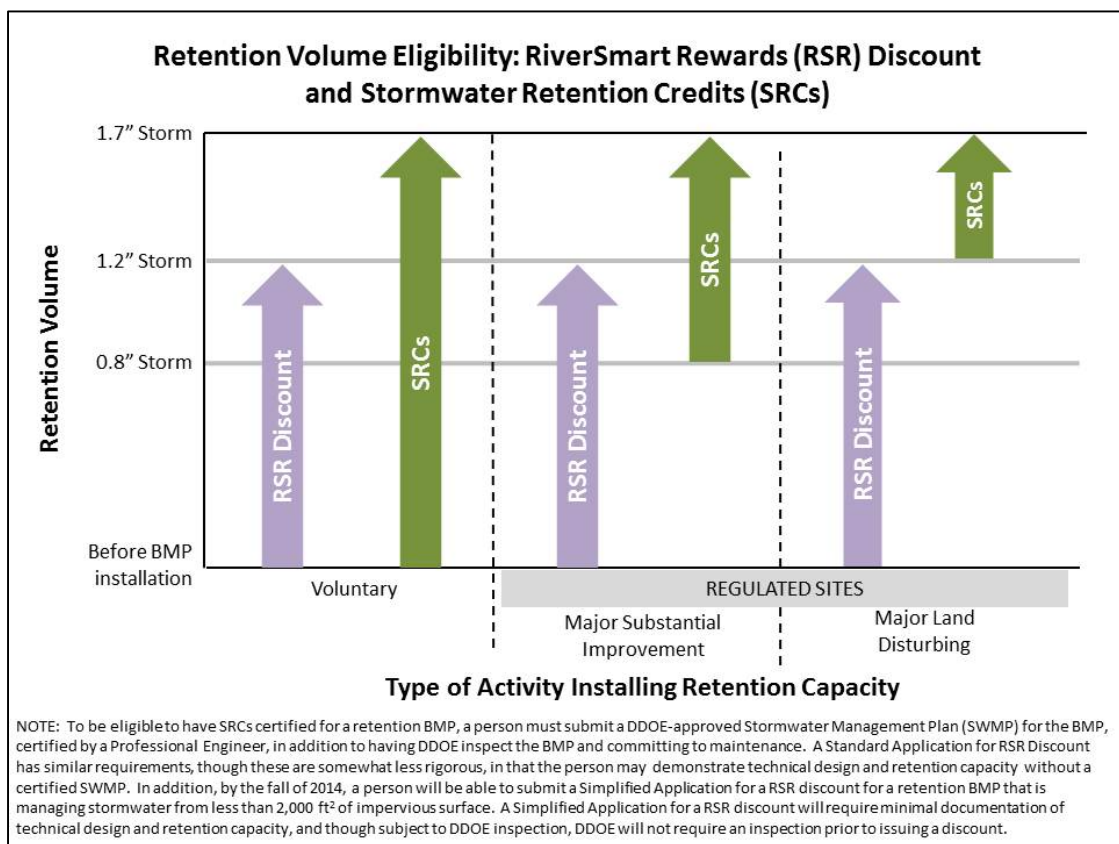 Retention Volume Eligibility: RiverSmart Rewards (RSR) Discount
and Stormwater Retention Credits (SRCs)
Retention Volume
1.7” Storm
1.2” Storm
0.8” Storm
Before BMP
installation
RSR Discount
SRCs
RSR Discount
SRCs
RSR Discount
SRCs
Voluntary
REGULATED SITES
Major Substantial
Improvement
Major Land
Disturbing
Type of Activity Installing Retention Capacity
NOTE: To be eligible to have SRCs certified for a retention BMP, a person must submit a DDOE-approved Stormwater Management Plan (SWMP) for the BMP,
certified by a Professional Engineer, in addition to having DDOE inspect the BMP and committing to maintenance. A Standard Application for RSR Discount
has similar requirements, though these are somewhat less rigorous, in that the person may demonstrate technical design and retention capacity without a
certified SWMP. In addition, by the fall of 2014, a person will be able to submit a Simplified Application for a RSR discount for a retention BMP that is
managing stormwater from less than 2,000 ft² of impervious surface. A Simplified Application for a RSR discount will require minimal documentation of
technical design and retention capacity, and though subject to DDOE inspection, DDOE will not require an inspection prior to issuing a discount.